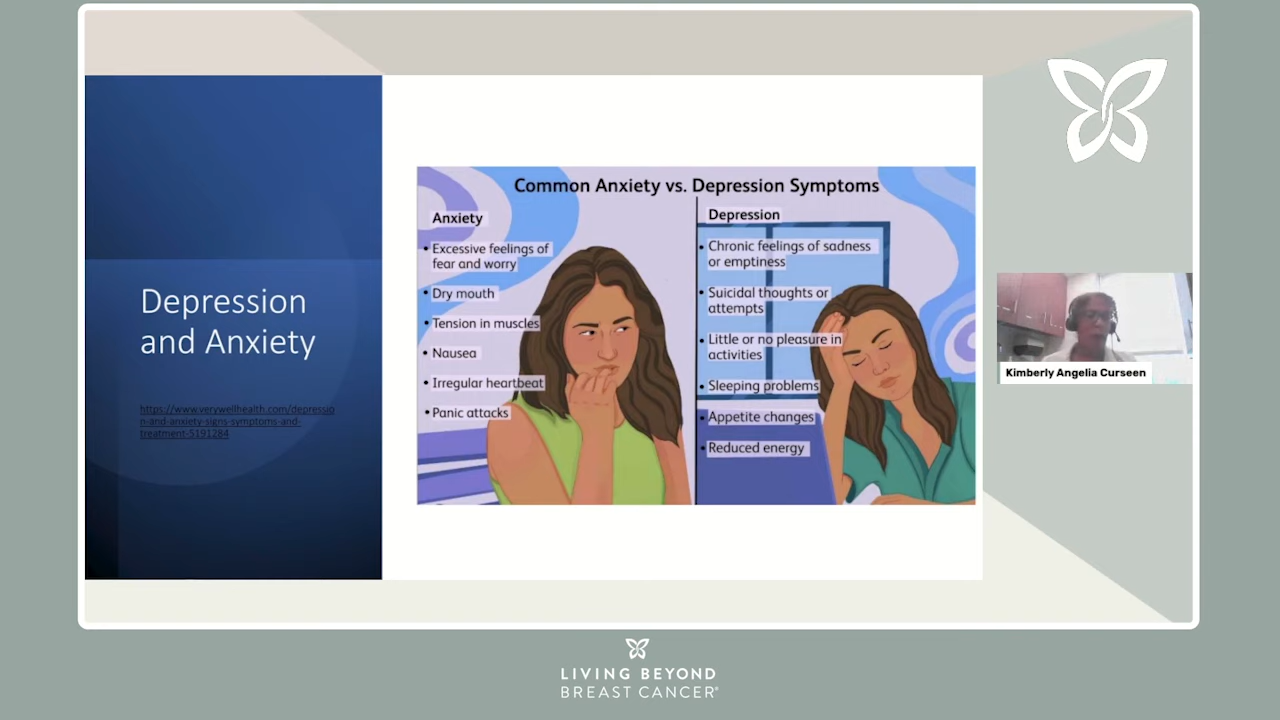 Depression
and Anxiety
https://www.verywellhealth.com/depressio
n-and-anxiety-signs-symptoms-and-
treatment-5191284
Common Anxiety vs. Depression Symptoms
Anxiety
• Excessive feelings of
fear and worry
• Dry mouth
• Tension in muscles
• Nausea
• Irregular heartbeat
• Panic attacks
Depression
• Chronic feelings of sadness
or emptiness
• Suicidal thoughts or
attempts
• Little or no pleasure in
activities
• Sleeping problems
• Appetite changes
• Reduced energy
Kimberly Angelia Curseen
LIVING BEYOND
BREAST CANCER®